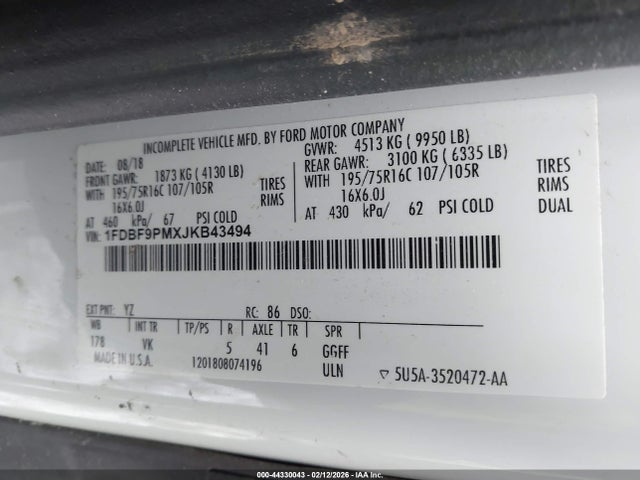 INCOMPLETE VEHICLE MFD. BY FORD MOTOR COMPANY
DATE: 08/18 GVWR: 4513 KG ( 9950 LB)
FRONT GAWR: 1873 KG ( 4130 LB) REAR GAWR: 3100 KG ( 6335 LB)
WITH 195/75R16C 107/105R TIRES WITH 195/75R16C 107/105R TIRES
16X6.0J RIMS 16X6.0J RIMS
AT 460 kPa/ 67 PSI COLD AT 430 kPa/ 62 PSI COLD DUAL
VIN: 1FDBF9PMXJKB43494
EXT PNT: YZ RC: 86 DSO:
WB INT TR TP/PS R AXLE TR SPR
178 VK 5 41 6 GGFF
MADE IN U.S.A. 1201808074196 ULN ▽ 5U5A-3520472-AA
000-44330043 - 02/12/2026 - IAA, Inc.